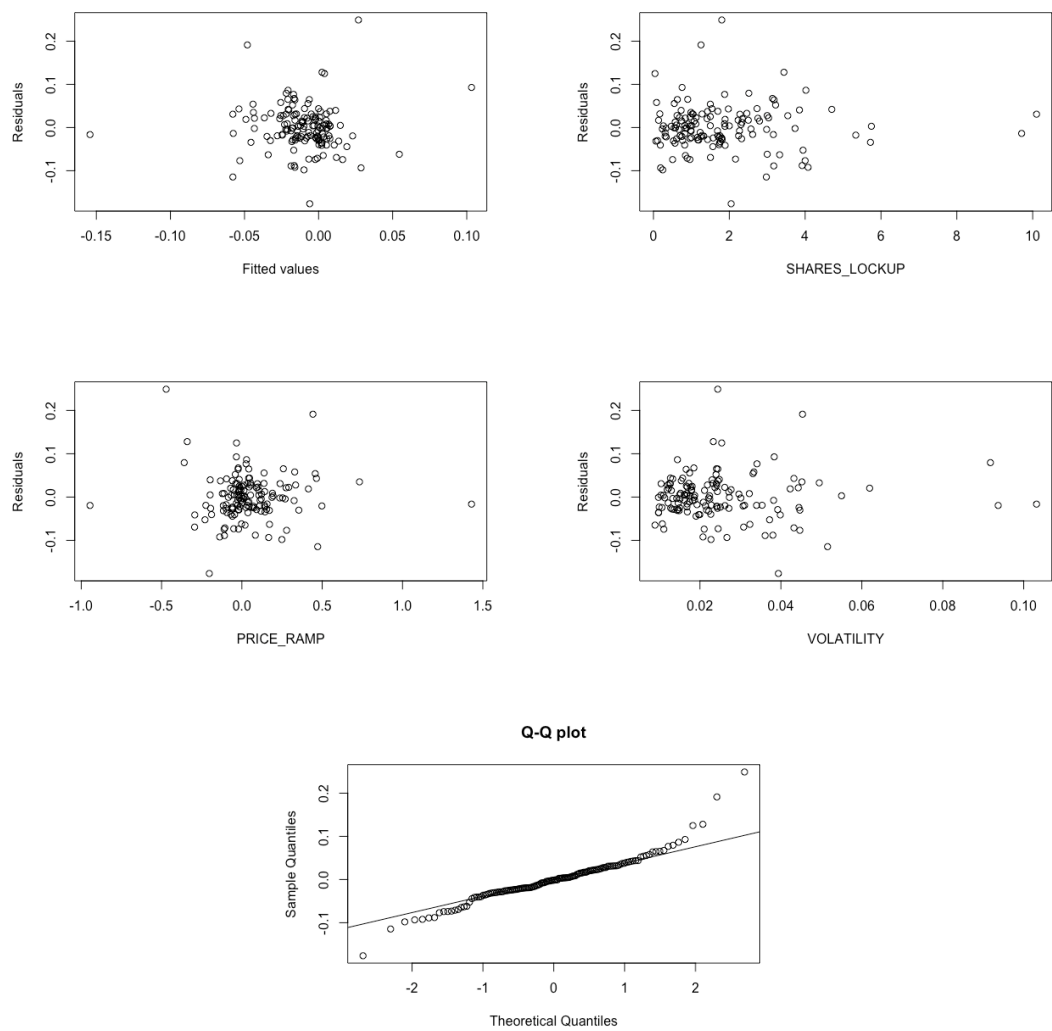 Residuals
-0.1 0.0 0.1 0.2
-0.15 -0.10 -0.05 0.00 0.05 0.10
Fitted values
Residuals
-0.1 0.0 0.1 0.2
0 2 4 6 8 10
SHARES_LOCKUP
Residuals
-0.1 0.0 0.1 0.2
-1.0 -0.5 0.0 0.5 1.0 1.5
PRICE_RAMP
Residuals
-0.1 0.0 0.1 0.2
0.02 0.04 0.06 0.08 0.10
VOLATILITY
Q-Q plot
Sample Quantiles
-0.1 0.0 0.1 0.2
-2 -1 0 1 2
Theoretical Quantiles